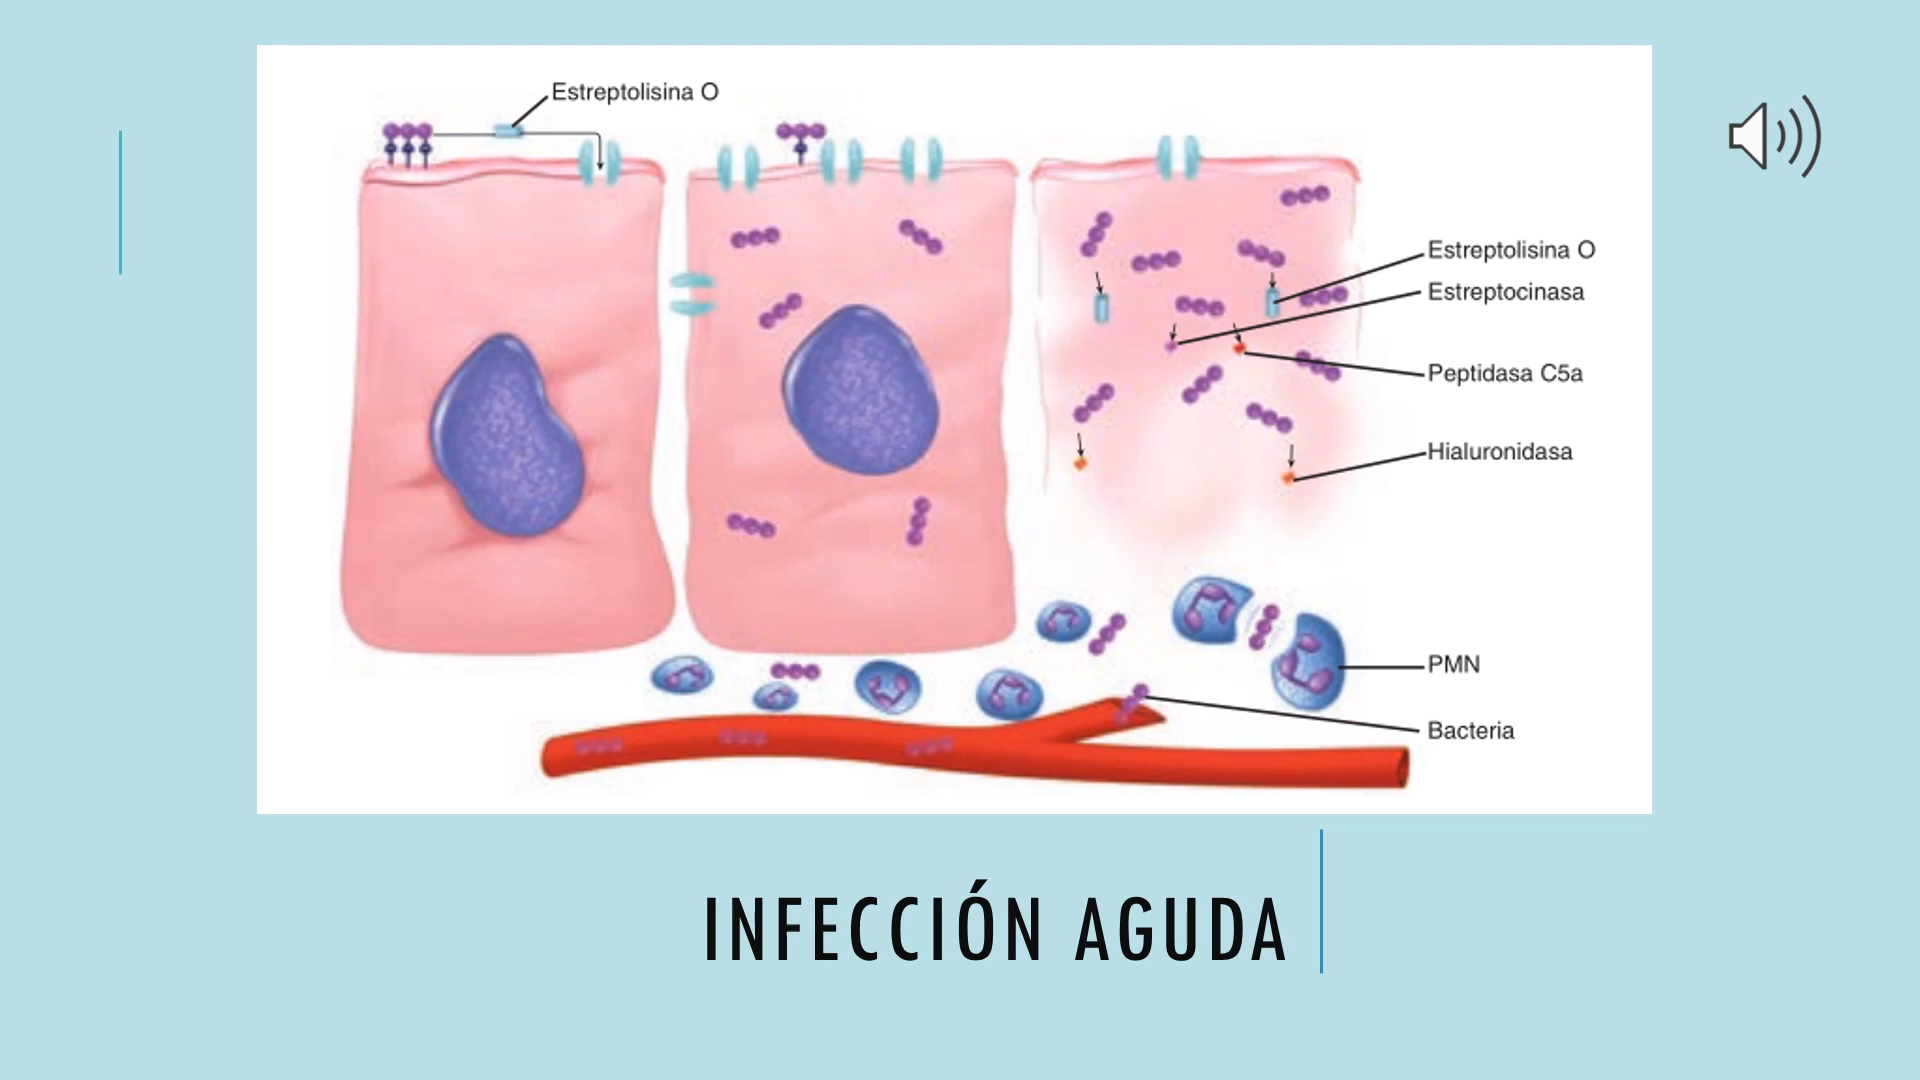 Estreptolisina O
Estreptolisina O
Estreptocinasa
Peptidasa C5a
Hialuronidasa
PMN
Bacteria
INFECCIÓN AGUDA